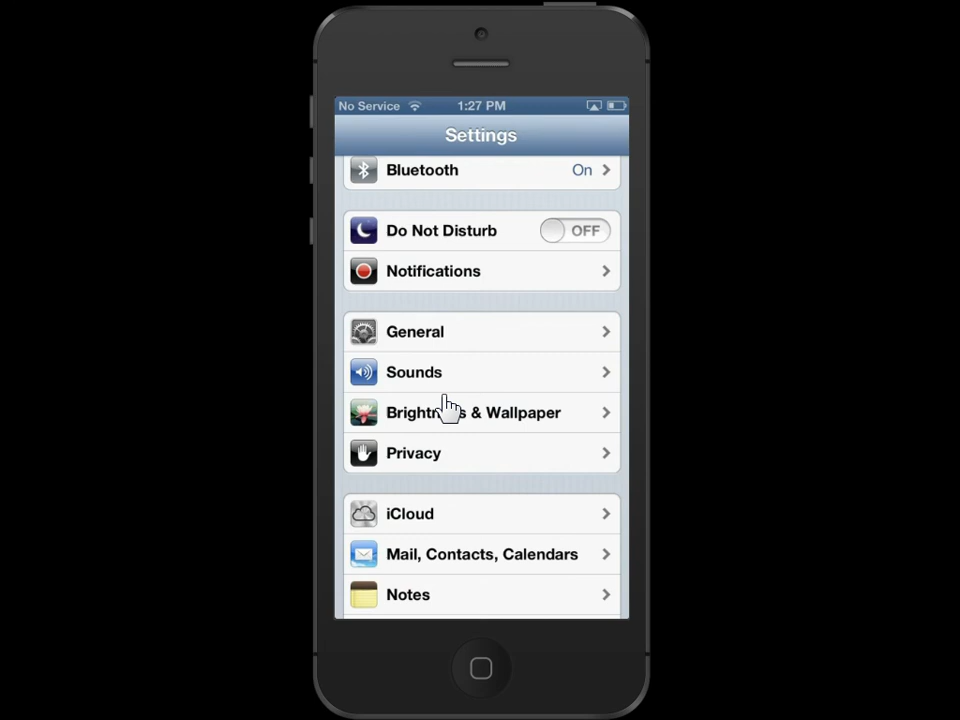 No Service 1:27 PM
Settings
Bluetooth On
Do Not Disturb OFF
Notifications
General
Sounds
Brightness & Wallpaper
Privacy
iCloud
Mail, Contacts, Calendars
Notes